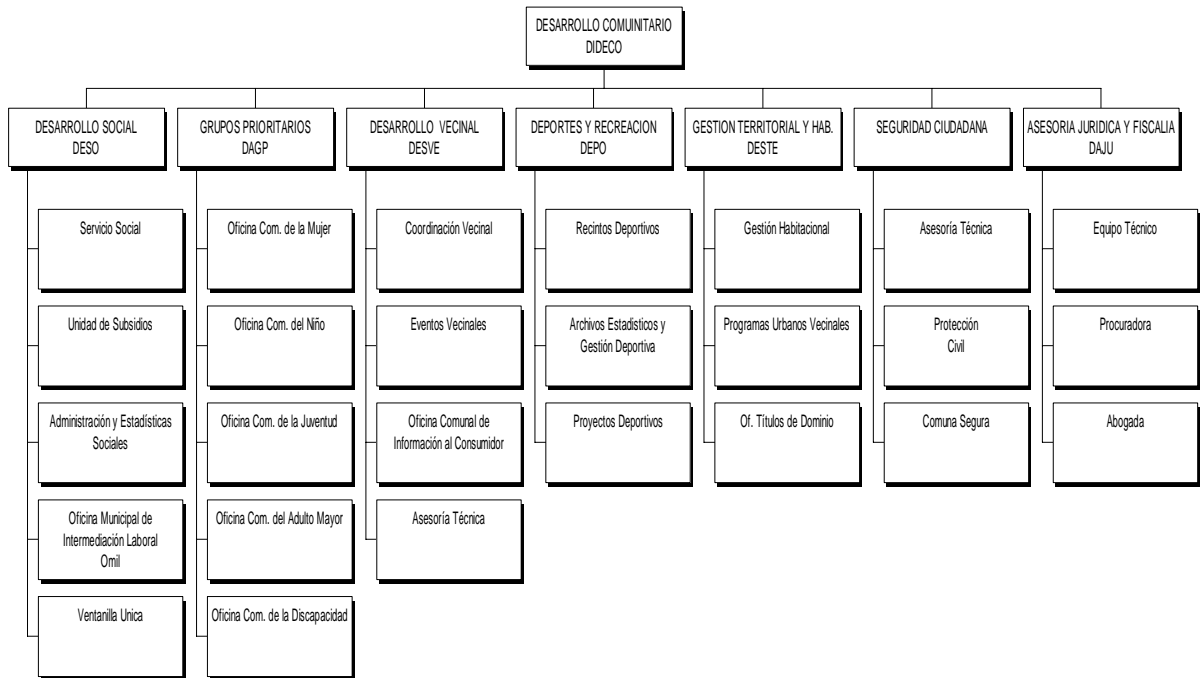 DESARROLLO COMUINITARIO
DIDECO
DESARROLLO SOCIAL
DESO
GRUPOS PRIORITARIOS
DAGP
DESARROLLO VECINAL
DESVE
DEPORTES Y RECREACION
DEPO
GESTION TERRITORIAL Y HAB.
DESTE
SEGURIDAD CIUDADANA
ASESORIA JURIDICA Y FISCALIA
DAJU
Servicio Social
Unidad de Subsidios
Administración y Estadísticas
Sociales
Oficina Municipal de
Intermediación Laboral
Omil
Ventanilla Unica
Oficina Com. de la Mujer
Oficina Com. del Niño
Oficina Com. de la Juventud
Oficina Com. del Adulto Mayor
Oficina Com. de la Discapacidad
Coordinación Vecinal
Eventos Vecinales
Oficina Comunal de
Información al Consumidor
Asesoría Técnica
Recintos Deportivos
Archivos Estadísticos y
Gestión Deportiva
Proyectos Deportivos
Gestión Habitacional
Programas Urbanos Vecinales
Of. Títulos de Dominio
Asesoría Técnica
Protección
Civil
Comuna Segura
Equipo Técnico
Procuradora
Abogada